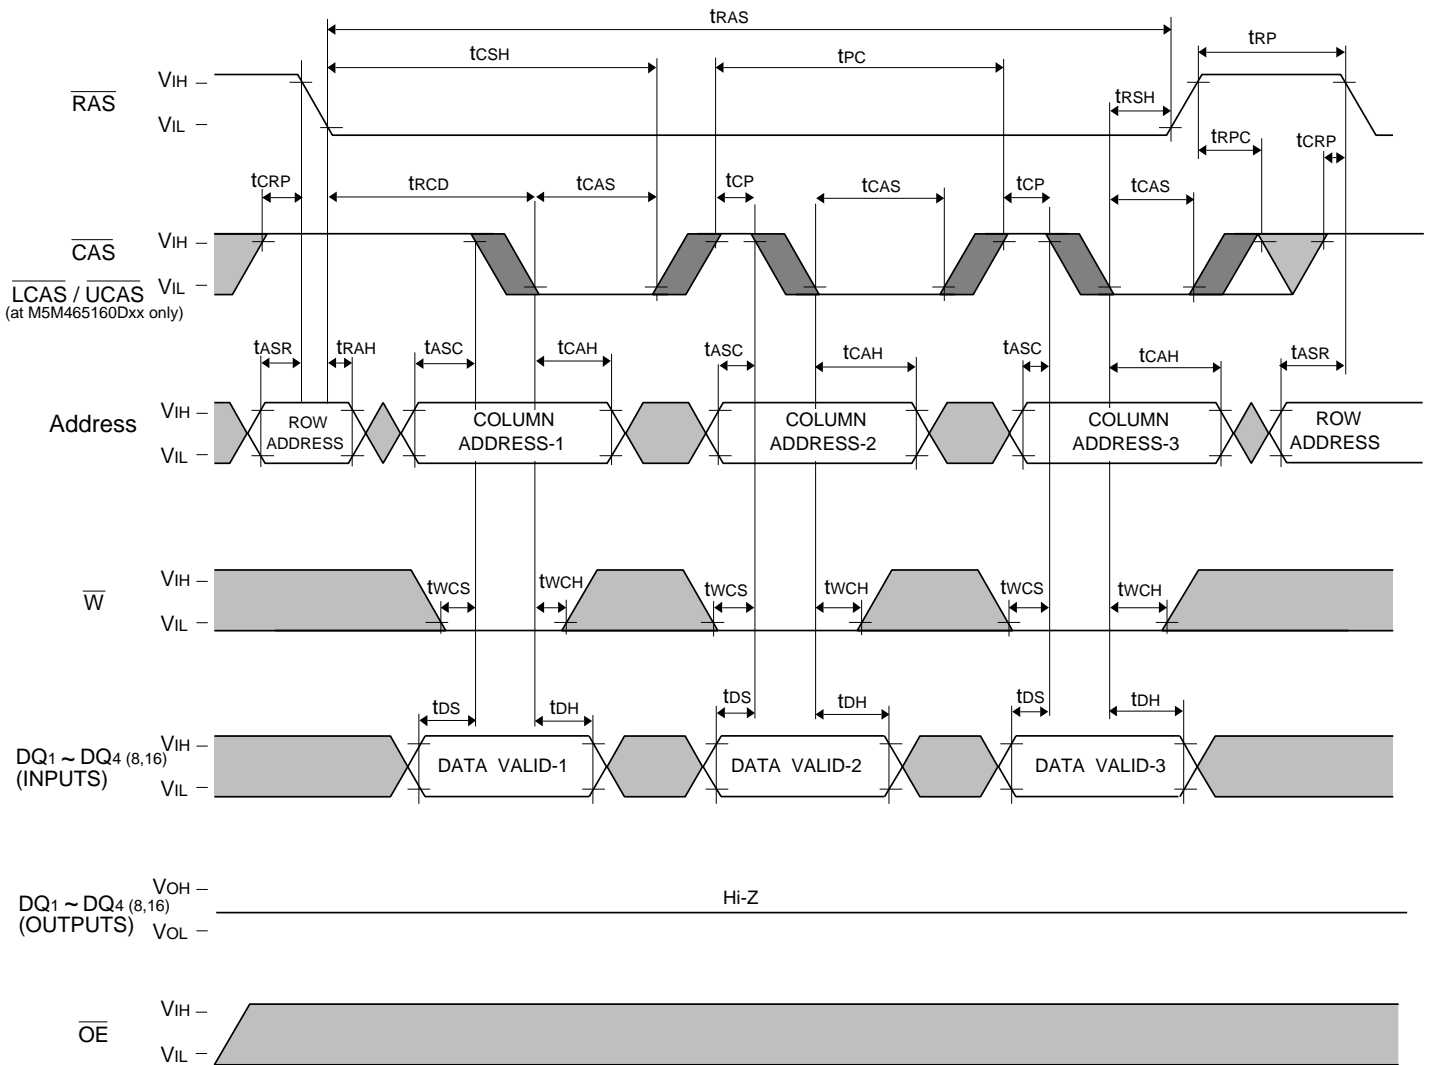 tRAS
tCSH
tPC
tRP
RAS
VIH
VIL
tRSH
tRPC
tCRP
tCRP
tRCD
tCAS
tCP
tCAS
tCP
tCAS
CAS
VIH
LCAS / UCAS
VIL
(at M5M465160Dxx only)
tASR
tRAH
tASC
tCAH
tASC
tCAH
tASC
tCAH
tASR
Address
VIH
VIL
ROW
ADDRESS
COLUMN
ADDRESS-1
COLUMN
ADDRESS-2
COLUMN
ADDRESS-3
ROW
ADDRESS
W
VIH
VIL
tWCS
tWCH
tWCS
tWCH
tWCS
tWCH
tDS
tDH
tDS
tDH
tDS
tDH
DQ1 ~ DQ4 (8,16)
(INPUTS)
VIH
VIL
DATA VALID-1
DATA VALID-2
DATA VALID-3
DQ1 ~ DQ4 (8,16)
(OUTPUTS)
VOH
VOL
Hi-Z
OE
VIH
VIL